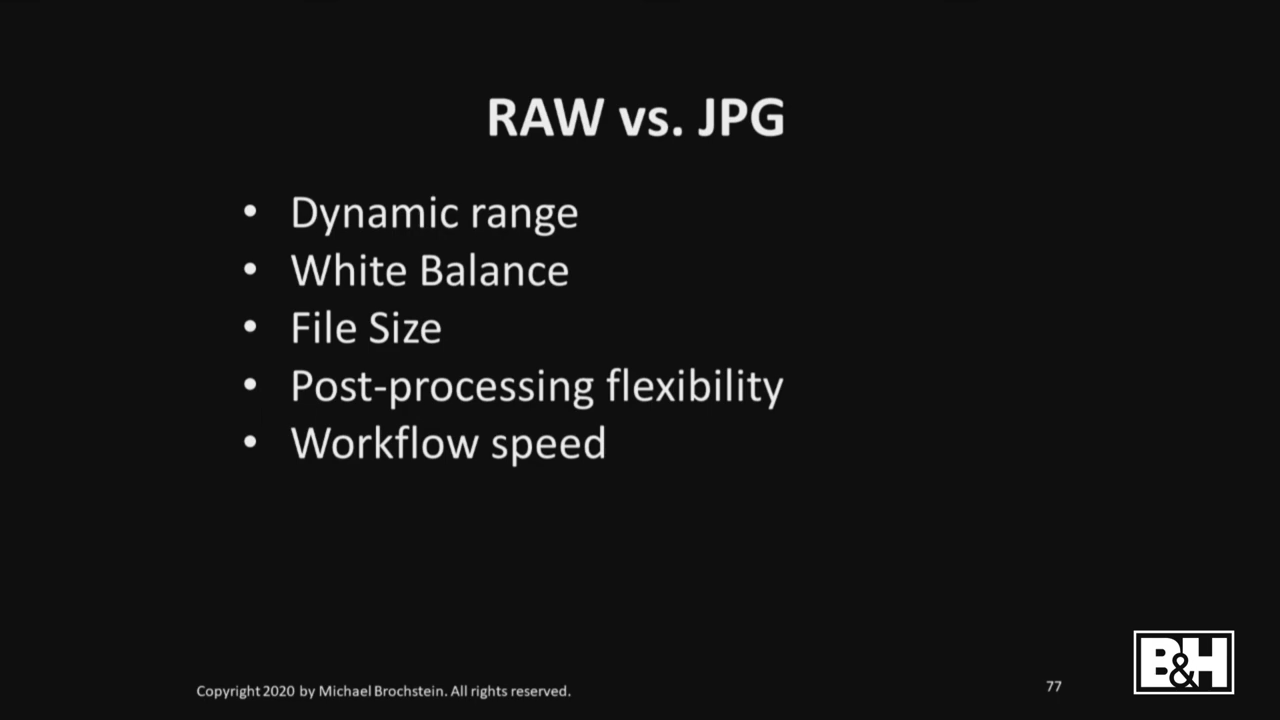 RAW vs. JPG
• Dynamic range
• White Balance
• File Size
• Post-processing flexibility
• Workflow speed
Copyright 2020 by Michael Brochstein. All rights reserved.
77
B&H